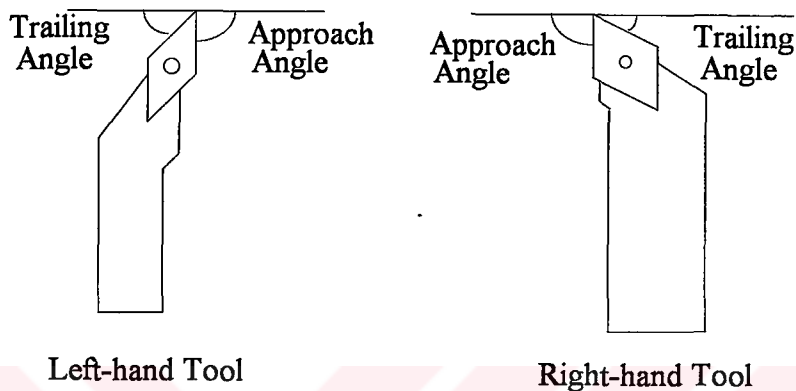 Trailing
Angle
Approach
Angle
Approach
Angle
Trailing
Angle
Left-hand Tool
Right-hand Tool